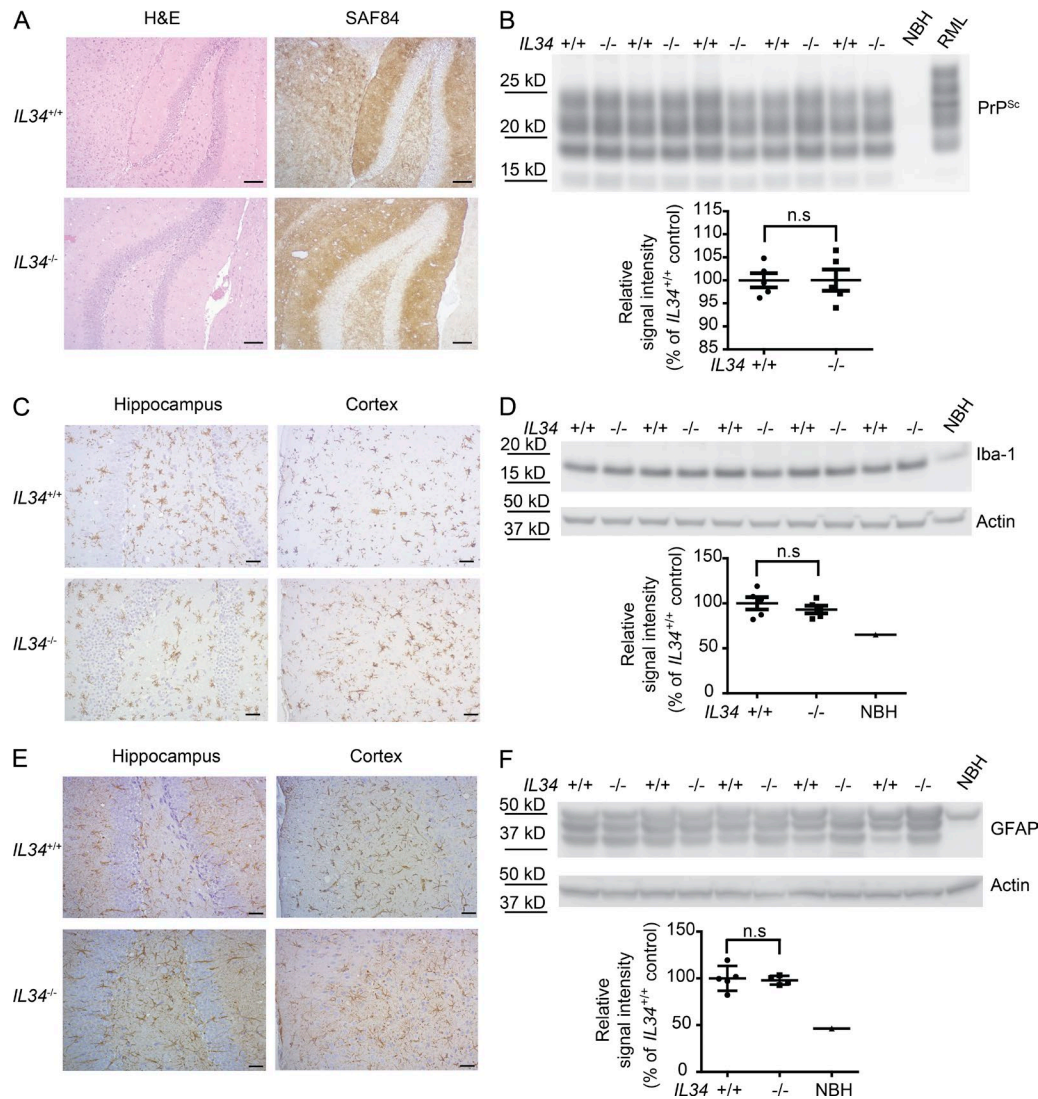 A
H&E
SAF84
IL34+/+
IL34-/-
B
IL34 +/+ -/- +/+ -/- +/+ -/- +/+ -/- +/+ -/- NBH RML
25 kD
20 kD
15 kD
PrPSc
115
110
105
100
95
90
85
n.s
Relative
signal intensity
(% of IL34+/+ control)
IL34 +/+ -/-
C
Hippocampus
Cortex
IL34+/+
IL34-/-
D
IL34 +/+ -/- +/+ -/- +/+ -/- +/+ -/- +/+ -/- NBH
20 kD
15 kD
Iba-1
50 kD
37 kD
Actin
150
100
50
0
n.s
Relative
signal intensity
(% of IL34+/+ control)
IL34 +/+ -/- NBH
E
Hippocampus
Cortex
IL34+/+
IL34-/-
F
IL34 +/+ -/- +/+ -/- +/+ -/- +/+ -/- +/+ -/- NBH
50 kD
37 kD
GFAP
50 kD
37 kD
Actin
150
100
50
0
n.s
Relative
signal intensity
(% of IL34+/+ control)
IL34 +/+ -/- NBH